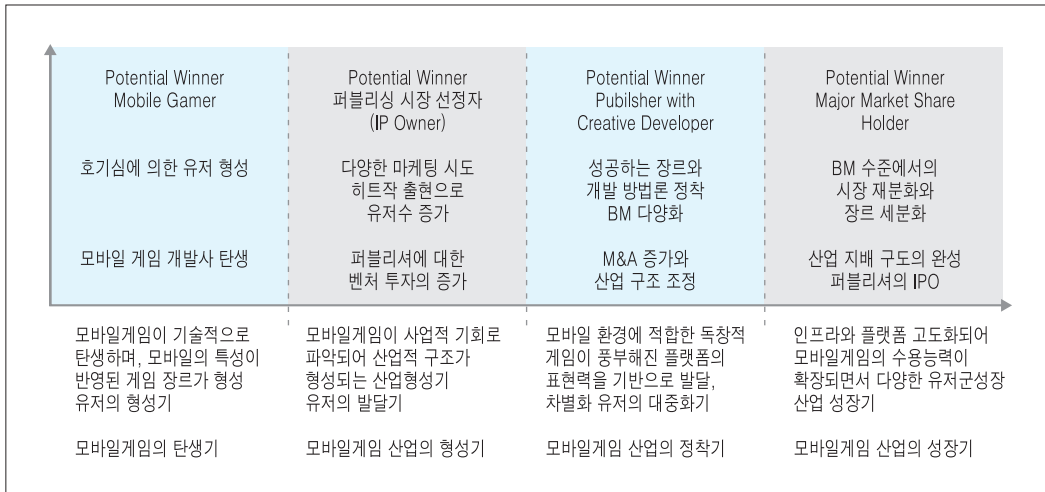 Potential Winner
Mobile Gamer
호기심에 의한 유저 형성
모바일 게임 개발사 탄생
Potential Winner
퍼블리싱 시장 선정자
(IP Owner)
다양한 마케팅 시도
히트작 출현으로
유저수 증가
퍼블리셔에 대한
벤처 투자의 증가
Potential Winner
Pubilsher with
Creative Developer
성공하는 장르와
개발 방법론 정착
BM 다양화
M&A 증가와
산업 구조 조정
Potential Winner
Major Market Share
Holder
BM 수준에서의
시장 재분화와
장르 세분화
산업 지배 구도의 완성
퍼블리셔의 IPO
모바일게임이 기술적으로
탄생하며, 모바일의 특성이
반영된 게임 장르가 형성
유저의 형성기
모바일게임의 탄생기
모바일게임이 사업적 기회로
파악되어 산업적 구조가
형성되는 산업형성기
유저의 발달기
모바일게임 산업의 형성기
모바일 환경에 적합한 독창적
게임이 풍부해진 플랫폼의
표현력을 기반으로 발달,
차별화 유저의 대중화기
모바일게임 산업의 정착기
인프라와 플랫폼 고도화되어
모바일게임의 수용능력이
확장되면서 다양한 유저군성장
산업 성장기
모바일게임 산업의 성장기